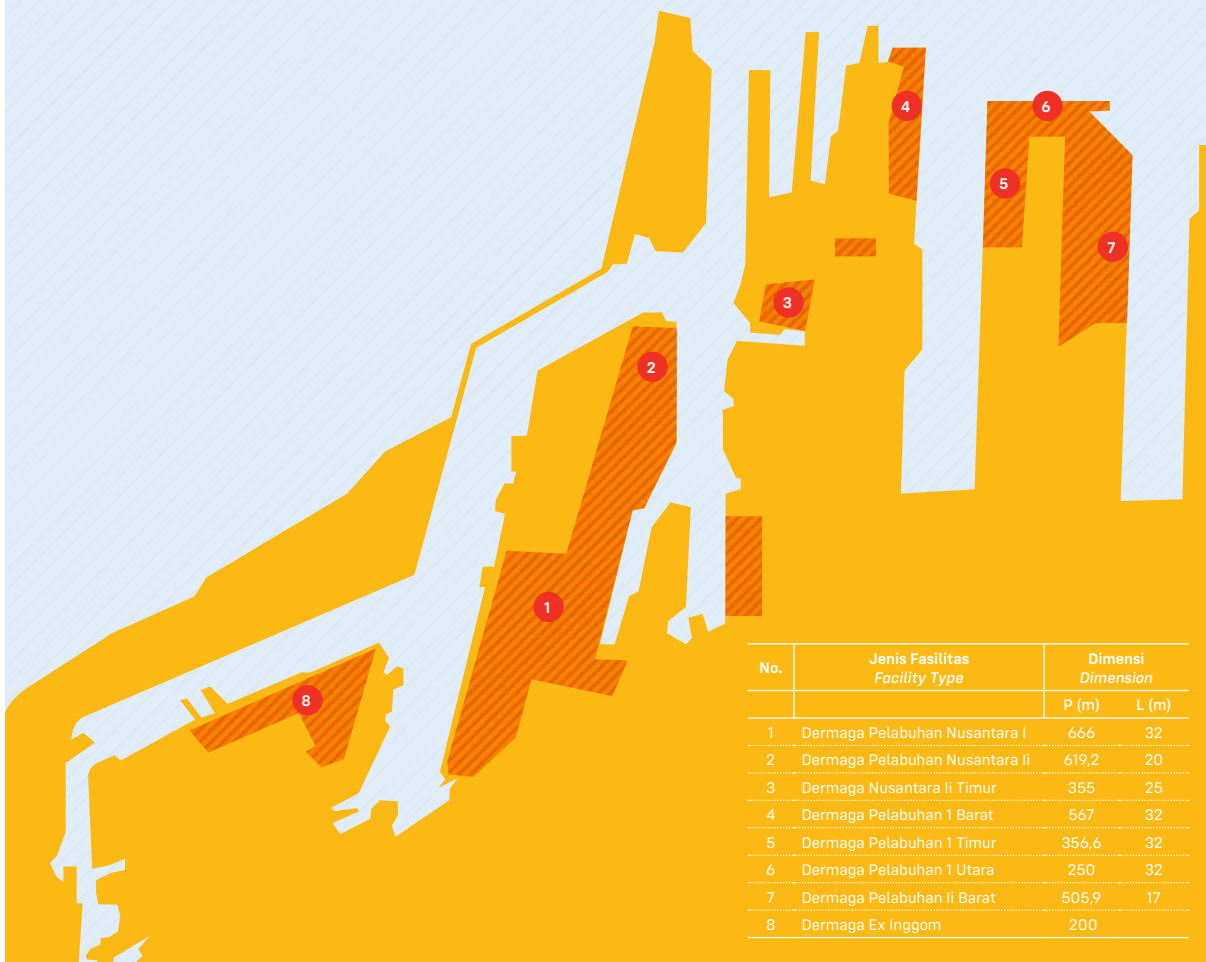 4
6
5
7
3
2
1
8
No. Jenis Fasilitas Dimensi
Facility Type Dimension
P (m) L (m)
1 Dermaga Pelabuhan Nusantara I 666 32
2 Dermaga Pelabuhan Nusantara Ii 619,2 20
3 Dermaga Nusantara Ii Timur 355 25
4 Dermaga Pelabuhan 1 Barat 567 32
5 Dermaga Pelabuhan 1 Timur 356,6 32
6 Dermaga Pelabuhan 1 Utara 250 32
7 Dermaga Pelabuhan Ii Barat 505,9 17
8 Dermaga Ex Inggom 200